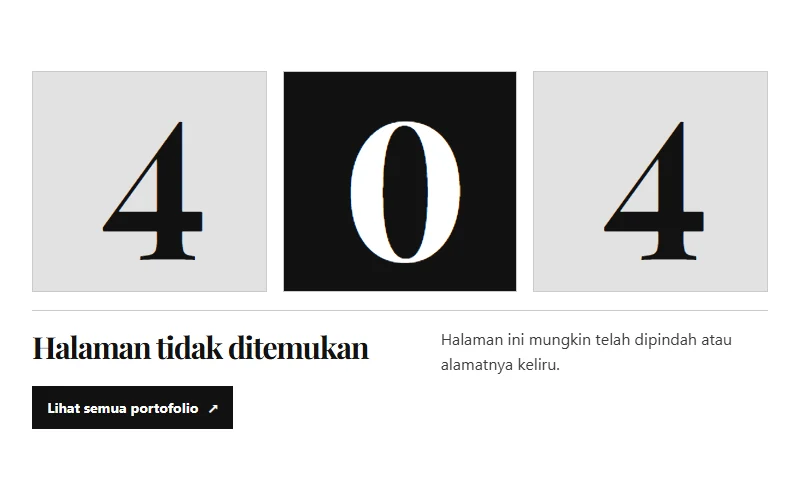 4 0 4
Halaman tidak ditemukan
Halaman ini mungkin telah dipindah atau
alamatnya keliru.
Lihat semua portofolio ↗